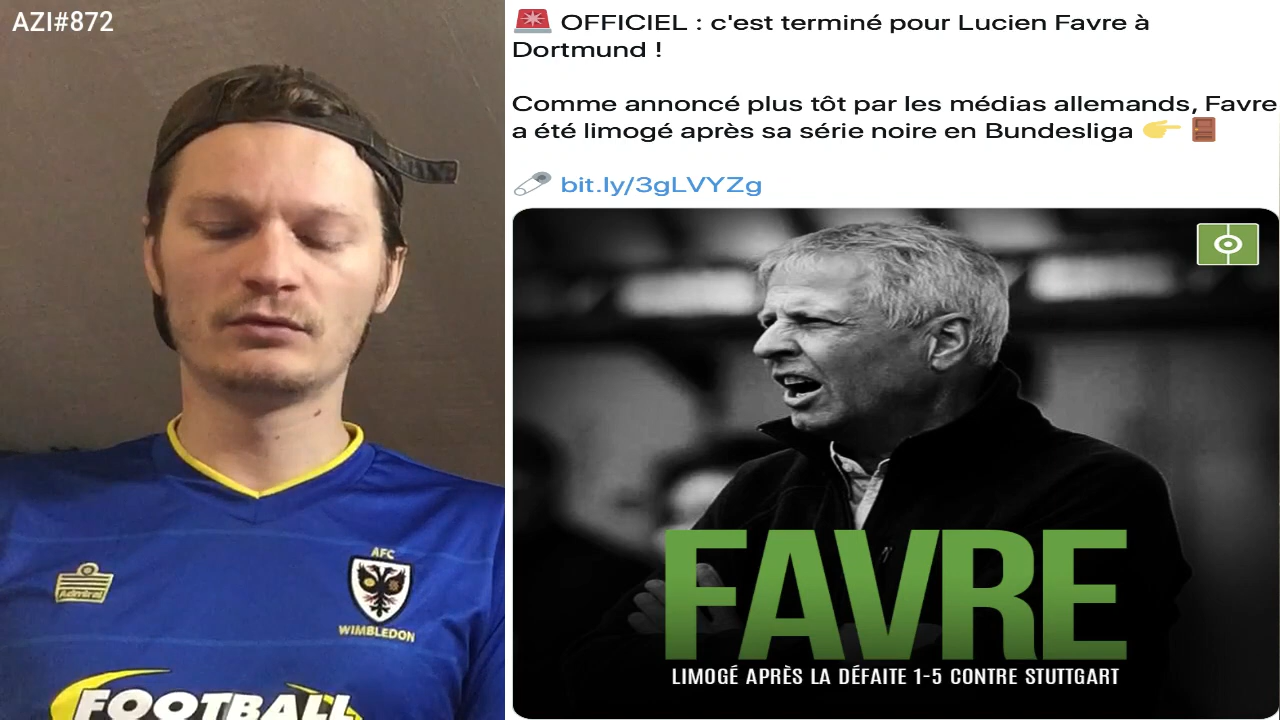 AZI#872
OFFICIEL : c'est terminé pour Lucien Favre à
Dortmund !
Comme annoncé plus tôt par les médias allemands, Favre
a été limogé après sa série noire en Bundesliga
bit.ly/3gLVYZg
FAVRE
LIMOGÉ APRÈS LA DÉFAITE 1-5 CONTRE STUTTGART
Admiral
AFC
WIMBLEDON
FOOTBALL